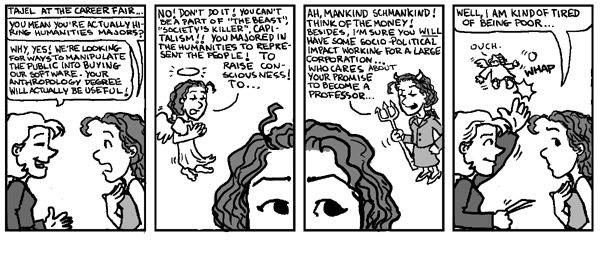 TAJEL AT THE CAREER FAIR...
YOU MEAN YOU'RE ACTUALLY HI-
RING HUMANITIES MAJORS?
WHY, YES! WE'RE LOOKING
FOR WAYS TO MANIPULATE
THE PUBLIC INTO BUYING
OUR SOFTWARE. YOUR
ANTHROPOLOGY DEGREE
WILL ACTUALLY BE USEFUL!
NO! DON'T DO IT! YOU CAN'T
BE A PART OF "THE BEAST",
"SOCIETY'S KILLER", CAPI-
TALISM!! YOU MAJORED IN
THE HUMANITIES TO REPRE-
SENT THE PEOPLE! TO
RAISE CON-
SCIOUSNESS!
TO...
AH, MANKIND SCHMANKIND!
THINK OF THE MONEY!
BESIDES, I'M SURE YOU WILL
HAVE SOME SOCIO-POLITICAL
IMPACT WORKING FOR A LARGE
CORPORATION...
WHO CARES ABOUT
YOUR PROMISE
TO BECOME A
PROFESSOR...
WELL, I AM KIND OF TIRED
OF BEING POOR...
OUCH.
WHAP